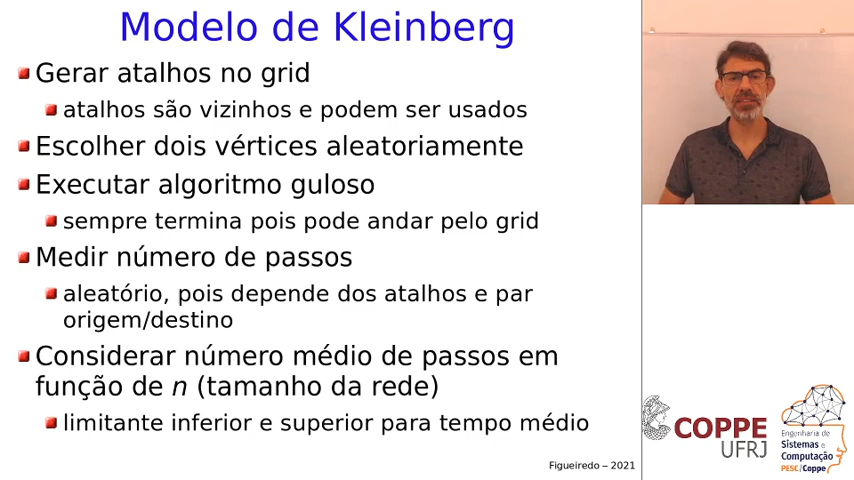 Modelo de Kleinberg
Gerar atalhos no grid
atalhos são vizinhos e podem ser usados
Escolher dois vértices aleatoriamente
Executar algoritmo guloso
sempre termina pois pode andar pelo grid
Medir número de passos
aleatório, pois depende dos atalhos e par
origem/destino
Considerar número médio de passos em
função de n (tamanho da rede)
limitante inferior e superior para tempo médio
Figueiredo – 2021
COPPE
UFRJ
Engenharia de
Sistemas e
Computação
PESC/Coppe